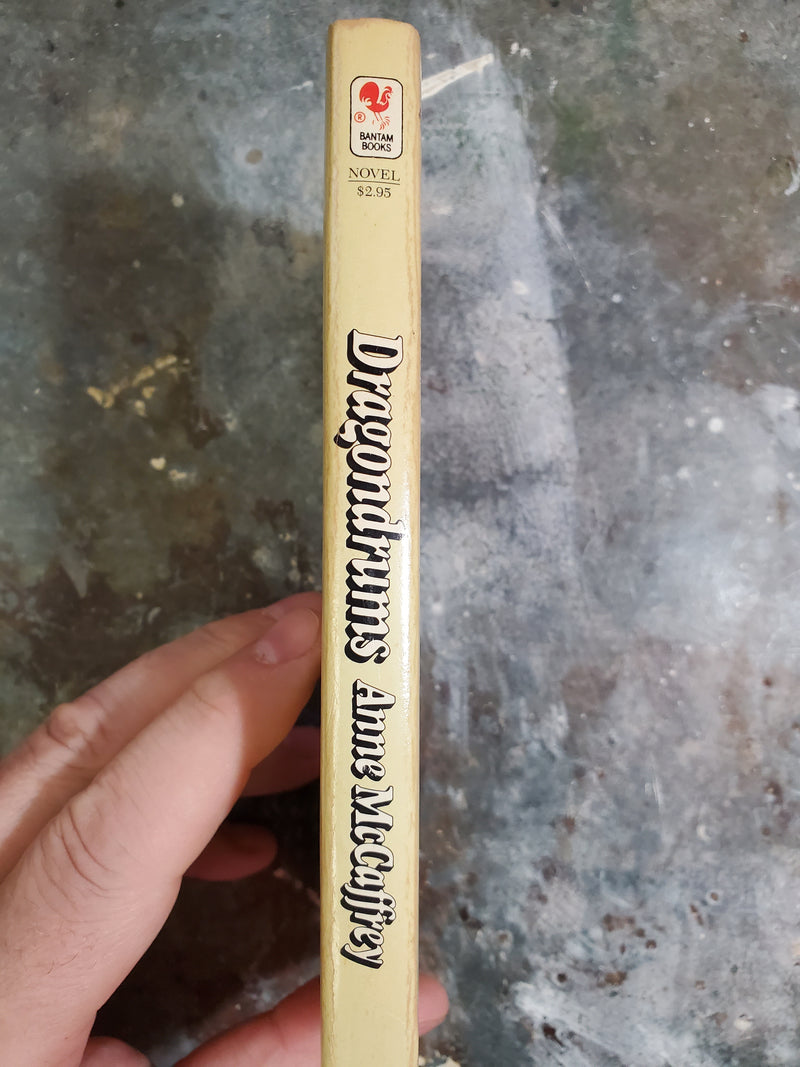 ®
BANTAM
BOOKS
NOVEL
$2.95
Dragondrums Anne McCaffrey